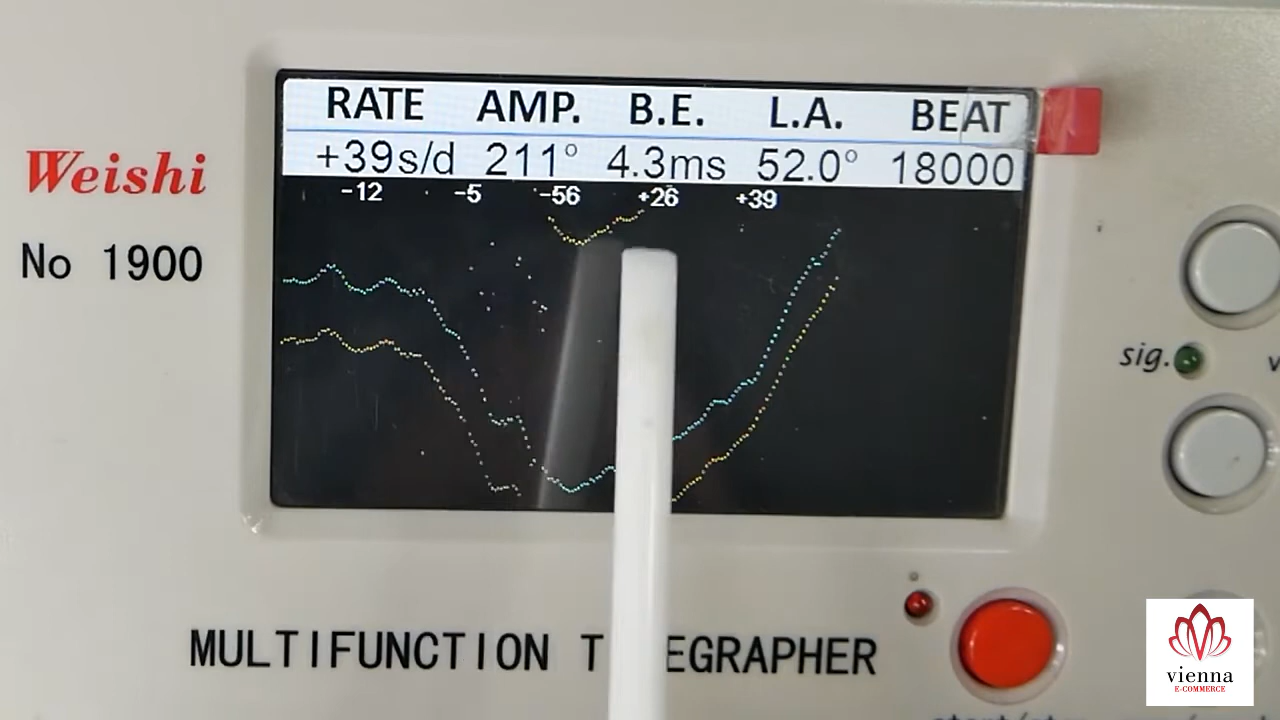 RATE AMP. B.E. L.A. BEAT
+39s/d 211° 4.3ms 52.0° 18000
-12 -5 -56 +26 +39
Weishi
No 1900
sig.
MULTIFUNCTION T EGRAPHER
vienna
E-COMMERCE